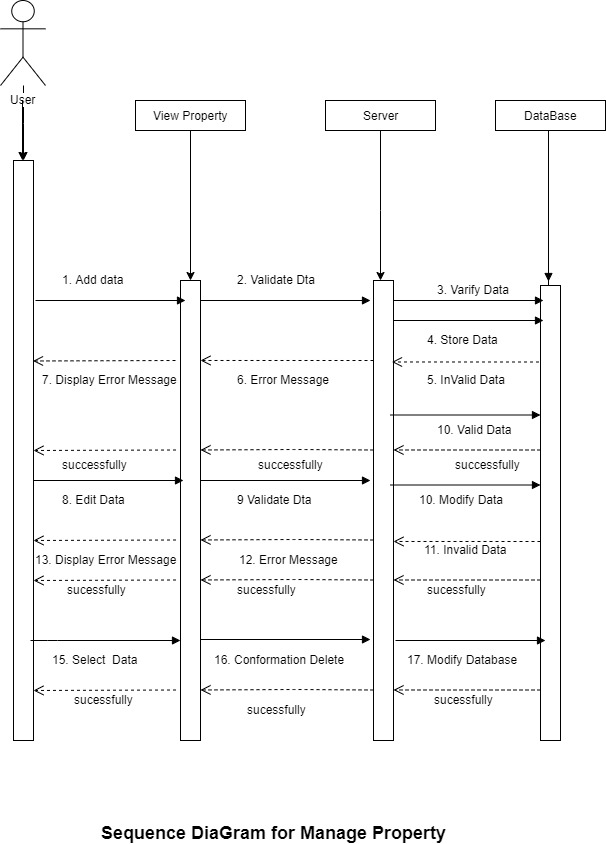 User
View Property
Server
DataBase
1. Add data
2. Validate Dta
3. Varify Data
4. Store Data
7. Display Error Message
6. Error Message
5. InValid Data
10. Valid Data
successfully
successfully
successfully
8. Edit Data
9 Validate Dta
10. Modify Data
13. Display Error Message
12. Error Message
11. Invalid Data
sucessfully
sucessfully
sucessfully
15. Select Data
16. Conformation Delete
17. Modify Database
sucessfully
sucessfully
sucessfully
Sequence DiaGram for Manage Property